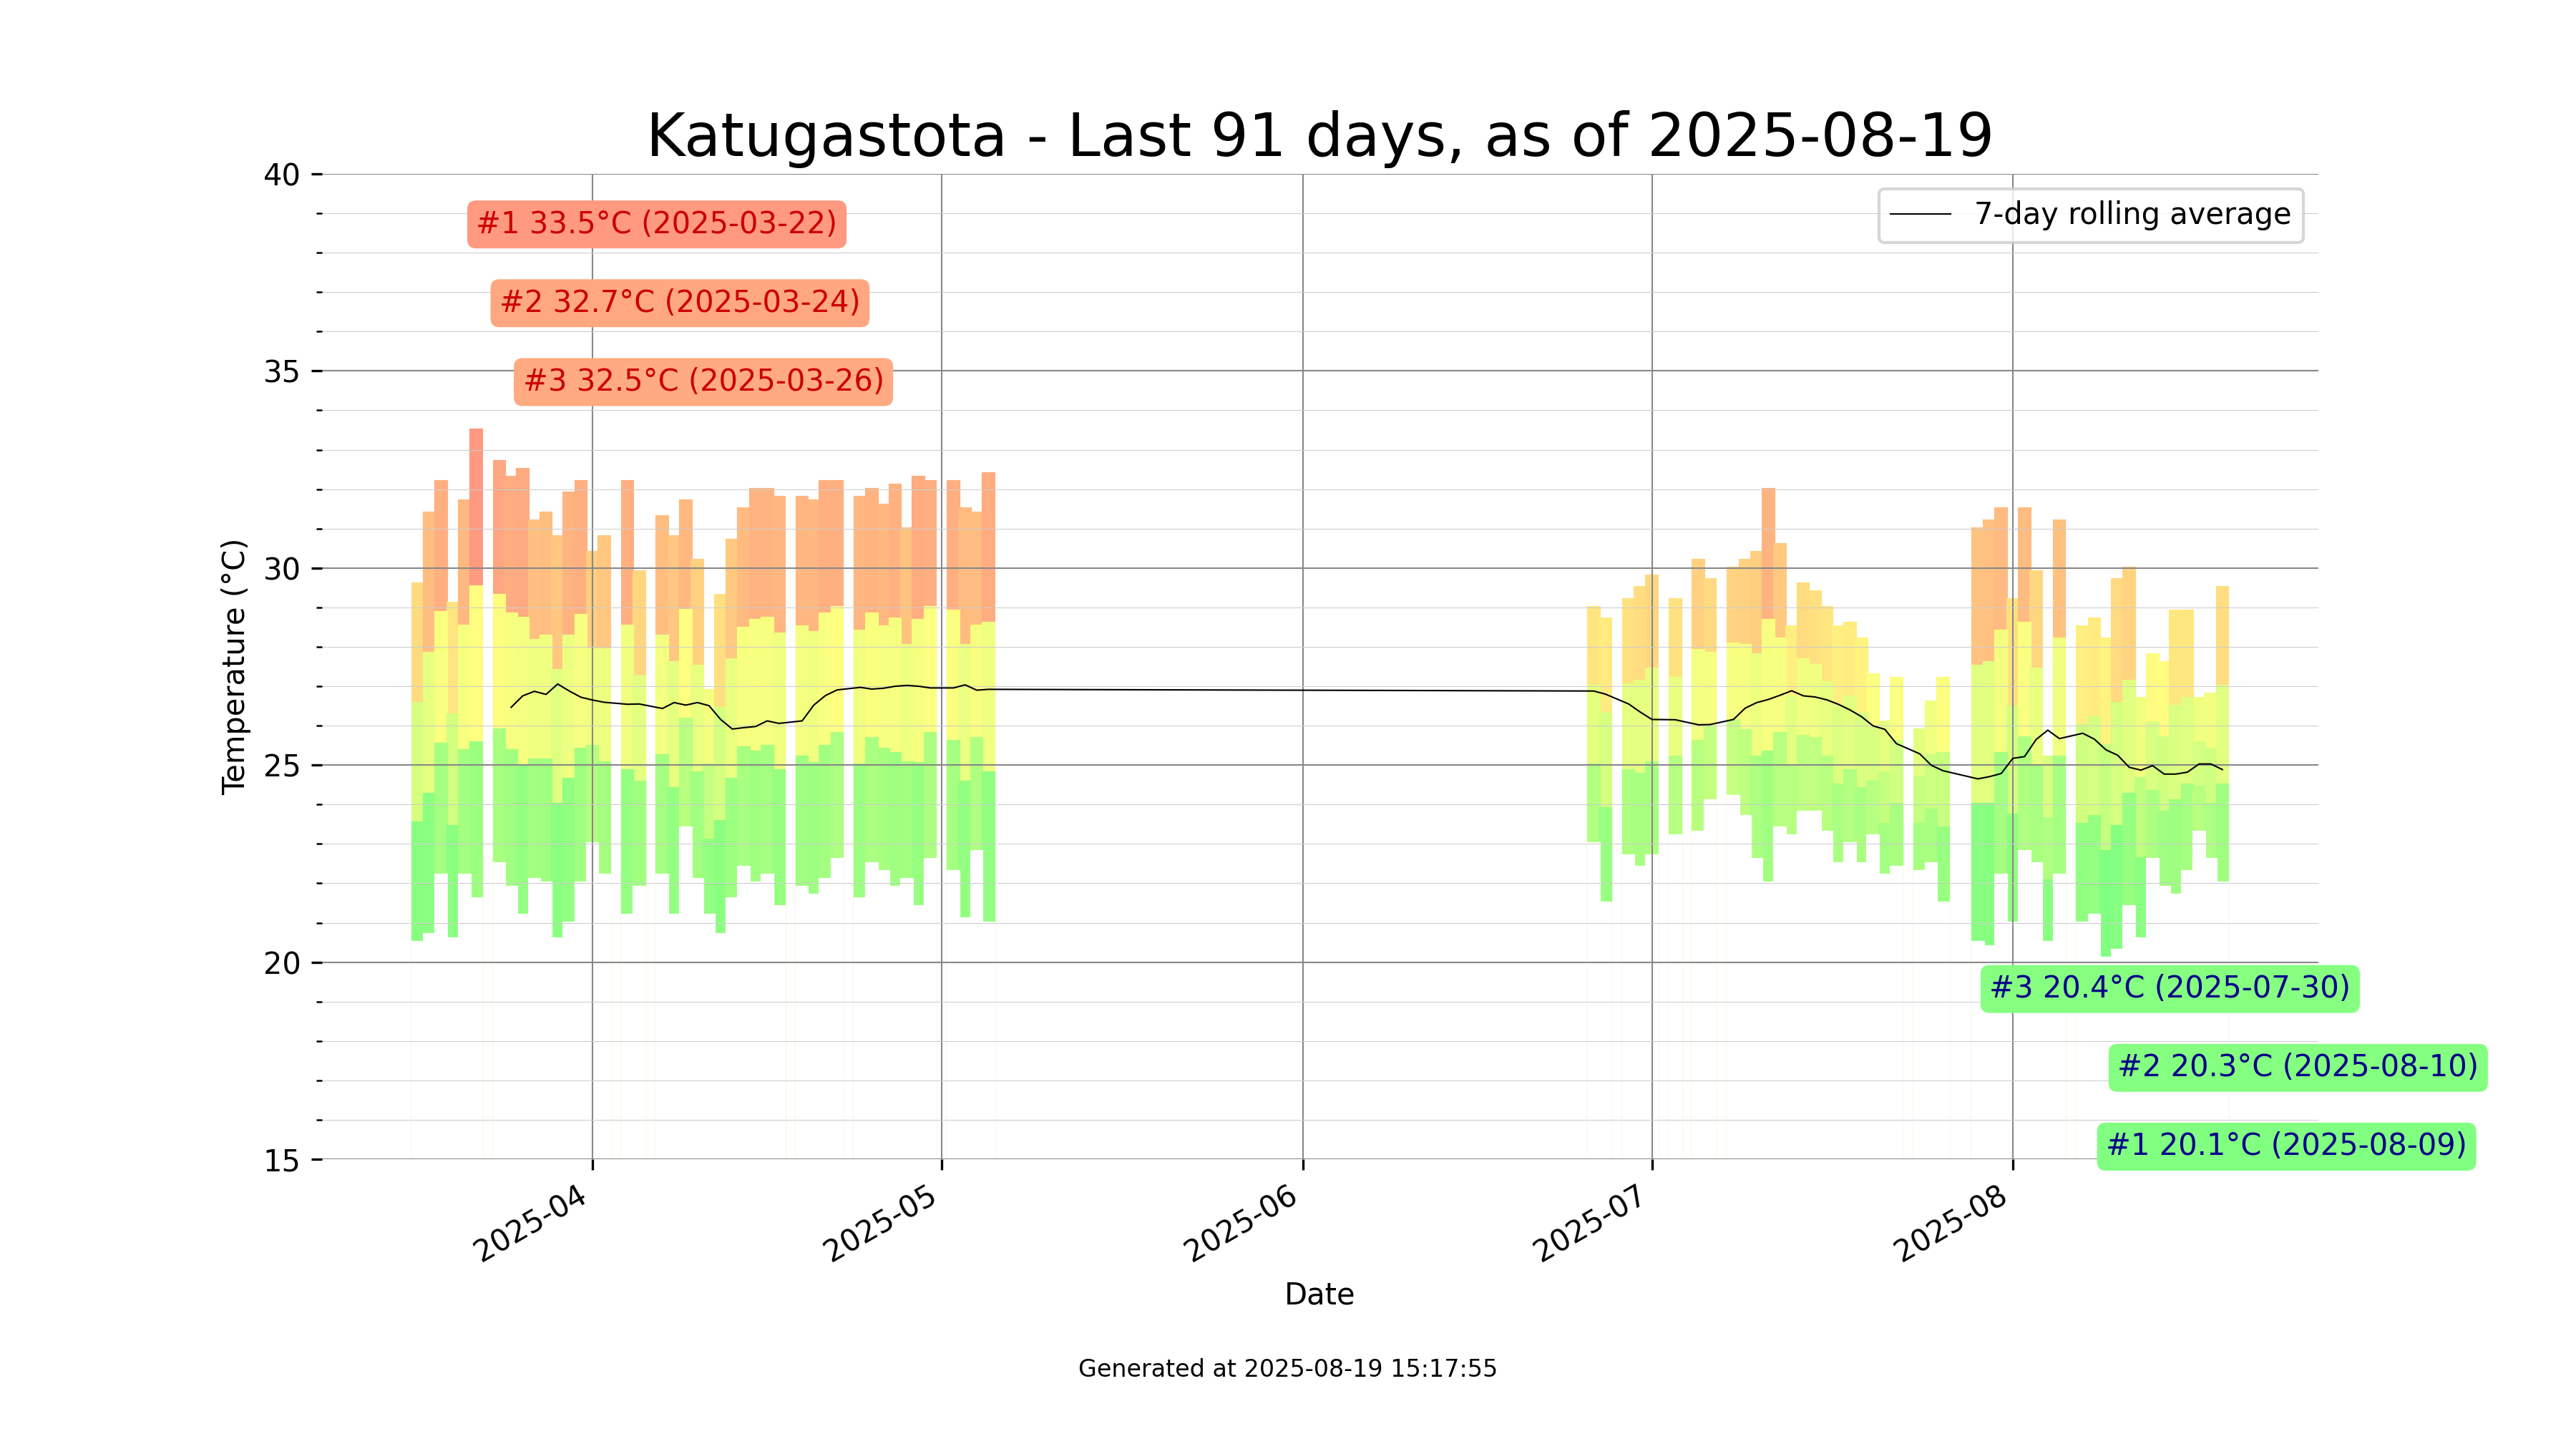 Katugastota - Last 91 days, as of 2025-08-19
40
#1 33.5°C (2025-03-22)
7-day rolling average
#2 32.7°C (2025-03-24)
35
#3 32.5°C (2025-03-26)
30
Temperature (°C)
25
20
#3 20.4°C (2025-07-30)
#2 20.3°C (2025-08-10)
#1 20.1°C (2025-08-09)
15
2025-04
2025-05
2025-06
2025-07
2025-08
Date
Generated at 2025-08-19 15:17:55